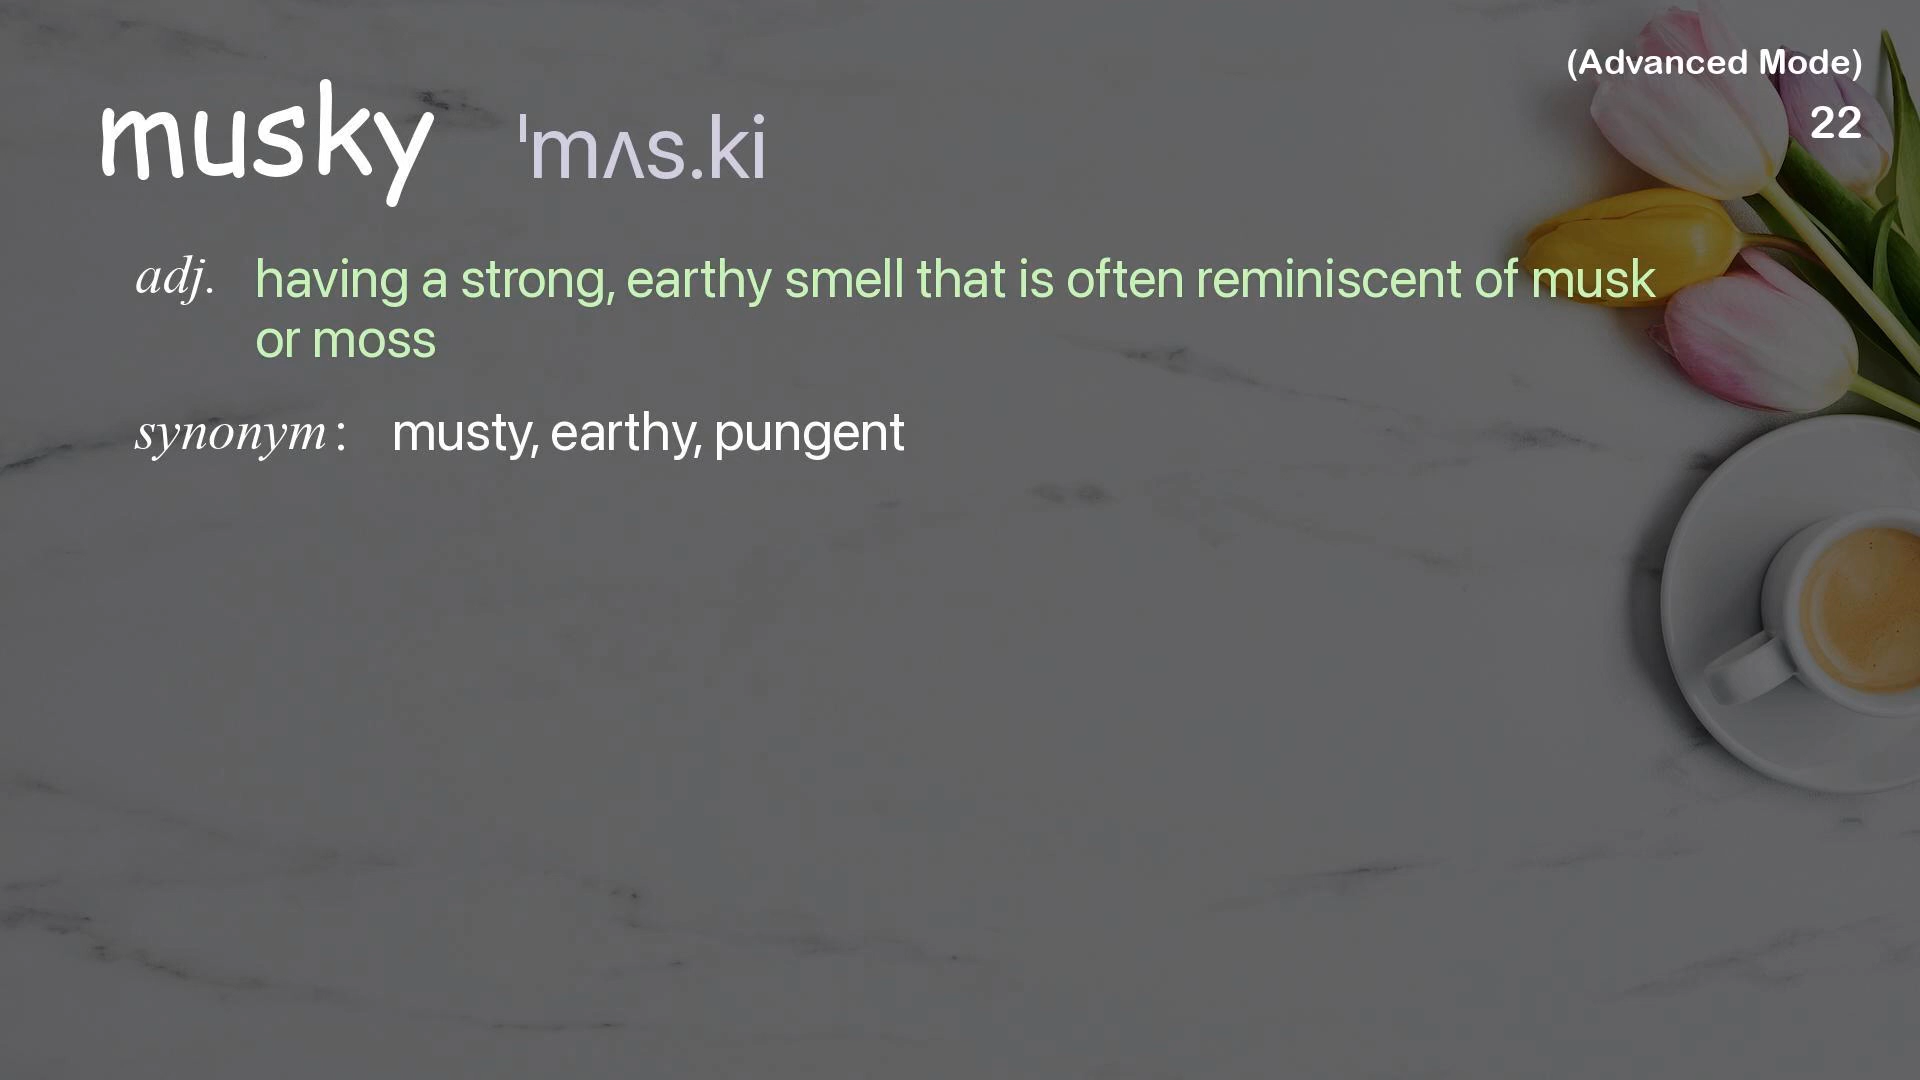 (Advanced Mode)
22
musky ˈmʌs.ki
adj. having a strong, earthy smell that is often reminiscent of musk
or moss
synonym: musty, earthy, pungent